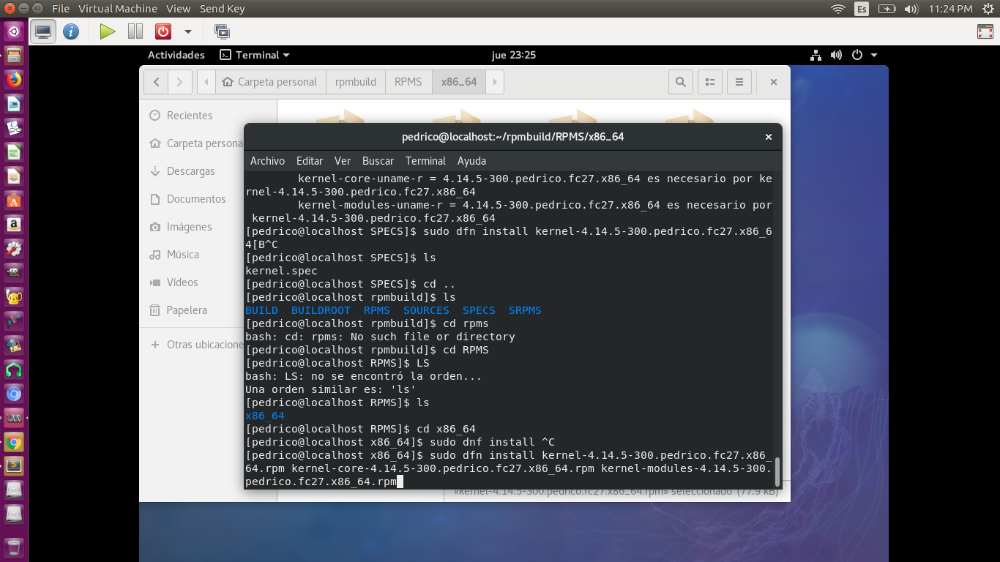 File Virtual Machine View Send Key
Es
11:24 PM
Actividades
Terminal
jue 23:25
Carpeta personal
rpmbuild
RPMS
x86_64
Recientes
Carpeta persona
Descargas
Documentos
Imágenes
Música
Vídeos
Papelera
Otras ubicacione
pedrico@localhost:~/rpmbuild/RPMS/x86_64
Archivo Editar Ver Buscar Terminal Ayuda
kernel-core-uname-r = 4.14.5-300.pedrico.fc27.x86_64 es necesario por ke
rnel-4.14.5-300.pedrico.fc27.x86_64
kernel-modules-uname-r = 4.14.5-300.pedrico.fc27.x86_64 es necesario por
kernel-4.14.5-300.pedrico.fc27.x86_64
[pedrico@localhost SPECS]$ sudo dfn install kernel-4.14.5-300.pedrico.fc27.x86_6
4[B^C
[pedrico@localhost SPECS]$ ls
kernel.spec
[pedrico@localhost SPECS]$ cd ..
[pedrico@localhost rpmbuild]$ ls
BUILD BUILDROOT RPMS SOURCES SPECS SRPMS
[pedrico@localhost rpmbuild]$ cd rpms
bash: cd: rpms: No such file or directory
[pedrico@localhost rpmbuild]$ cd RPMS
[pedrico@localhost RPMS]$ LS
bash: LS: no se encontró la orden...
Una orden similar es: 'ls'
[pedrico@localhost RPMS]$ ls
x86_64
[pedrico@localhost RPMS]$ cd x86_64
[pedrico@localhost x86_64]$ sudo dnf install ^C
[pedrico@localhost x86_64]$ sudo dfn install kernel-4.14.5-300.pedrico.fc27.x86_
64.rpm kernel-core-4.14.5-300.pedrico.fc27.x86_64.rpm kernel-modules-4.14.5-300.
pedrico.fc27.x86_64.rpm
«kernel-4.14.5-300.pedrico.fc27.x86_64.rpm» seleccionado (77.9 kB)